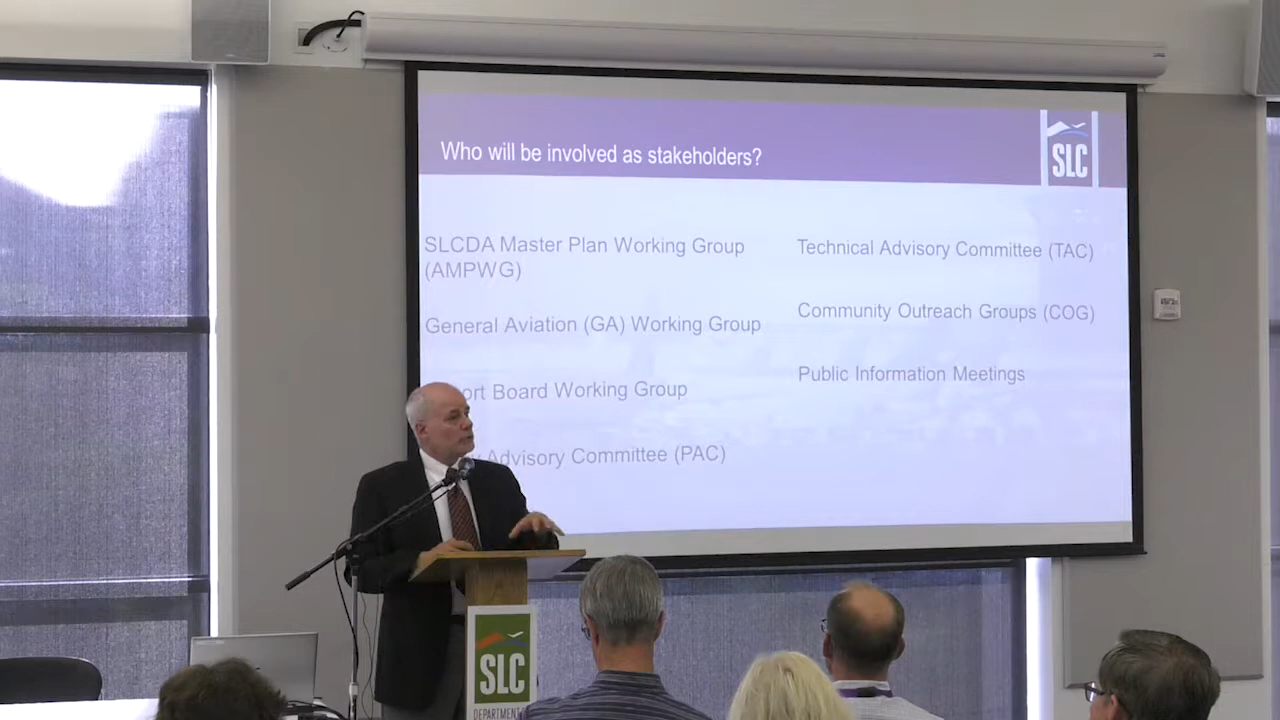 Who will be involved as stakeholders?
SLC
SLCDA Master Plan Working Group
(AMPWG)
General Aviation (GA) Working Group
ort Board Working Group
Advisory Committee (PAC)
Technical Advisory Committee (TAC)
Community Outreach Groups (COG)
Public Information Meetings
SLC
DEPARTMENT